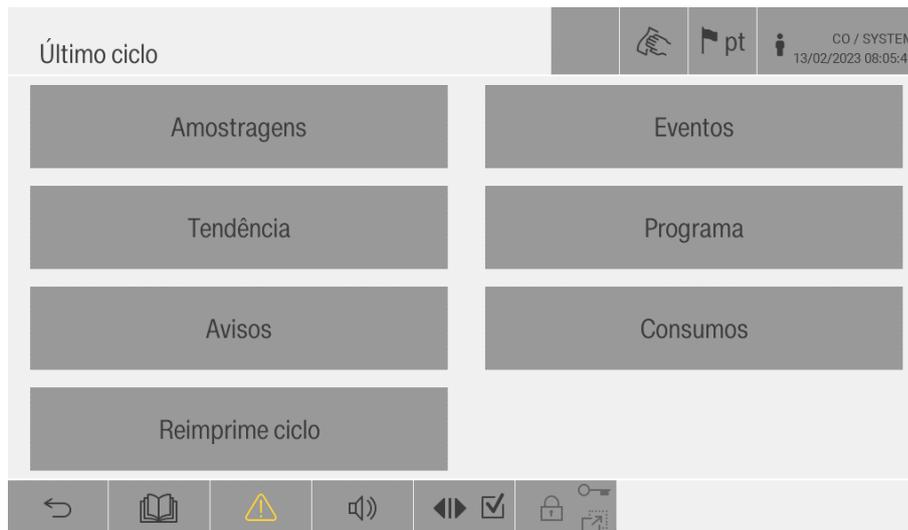 Último ciclo
pt
CO / SYSTEM
13/02/2023 08:05:4
Amostragens
Eventos
Tendência
Programa
Avisos
Consumos
Reimprime ciclo